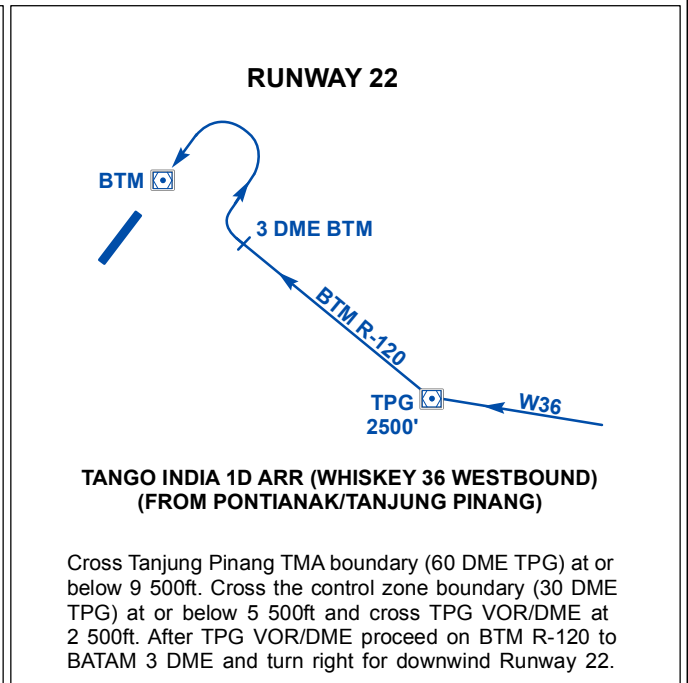 RUNWAY 22
BTM
3 DME BTM
BTM R-120
TPG
2500'
W36
TANGO INDIA 1D ARR (WHISKEY 36 WESTBOUND)
(FROM PONTIANAK/TANJUNG PINANG)
Cross Tanjung Pinang TMA boundary (60 DME TPG) at or
below 9 500ft. Cross the control zone boundary (30 DME
TPG) at or below 5 500ft and cross TPG VOR/DME at
2 500ft. After TPG VOR/DME proceed on BTM R-120 to
BATAM 3 DME and turn right for downwind Runway 22.